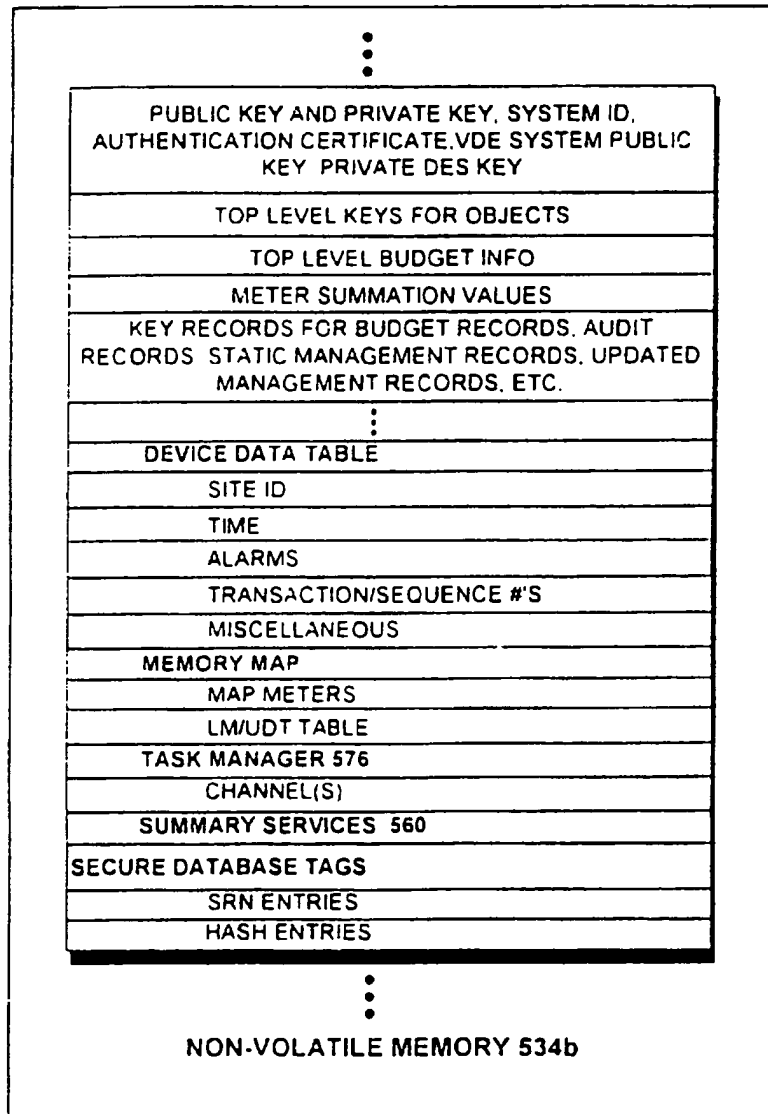 PUBLIC KEY AND PRIVATE KEY, SYSTEM ID,
AUTHENTICATION CERTIFICATE,VDE SYSTEM PUBLIC
KEY PRIVATE DES KEY
TOP LEVEL KEYS FOR OBJECTS
TOP LEVEL BUDGET INFO
METER SUMMATION VALUES
KEY RECORDS FOR BUDGET RECORDS, AUDIT
RECORDS STATIC MANAGEMENT RECORDS, UPDATED
MANAGEMENT RECORDS, ETC.
DEVICE DATA TABLE
SITE ID
TIME
ALARMS
TRANSACTION/SEQUENCE #'S
MISCELLANEOUS
MEMORY MAP
MAP METERS
LM/UDT TABLE
TASK MANAGER 576
CHANNEL(S)
SUMMARY SERVICES 560
SECURE DATABASE TAGS
SRN ENTRIES
HASH ENTRIES
NON-VOLATILE MEMORY 534b